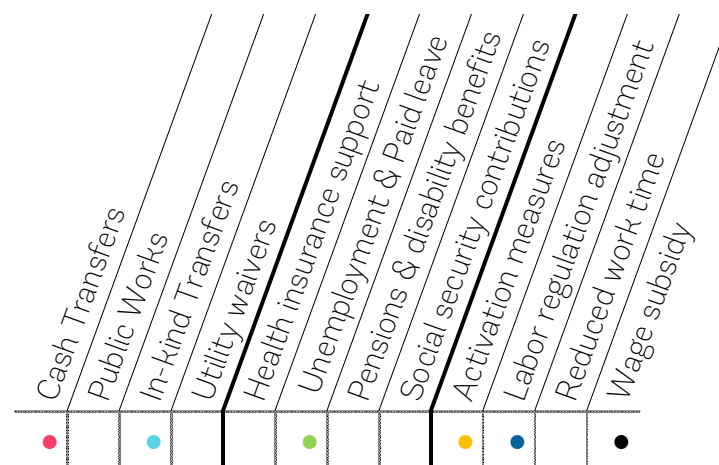 Cash Transfers
Public Works
In-kind Transfers
Utility waivers
Health insurance support
Unemployment & Paid leave
Pensions & disability benefits
Social security contributions
Activation measures
Labor regulation adjustment
Reduced work time
Wage subsidy